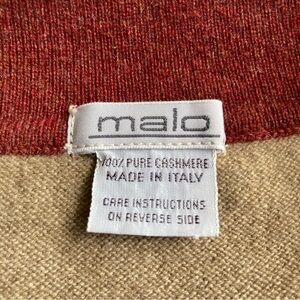 malo
100% PURE CASHMERE
MADE IN ITALY
CARE INSTRUCTIONS
ON REVERSE SIDE